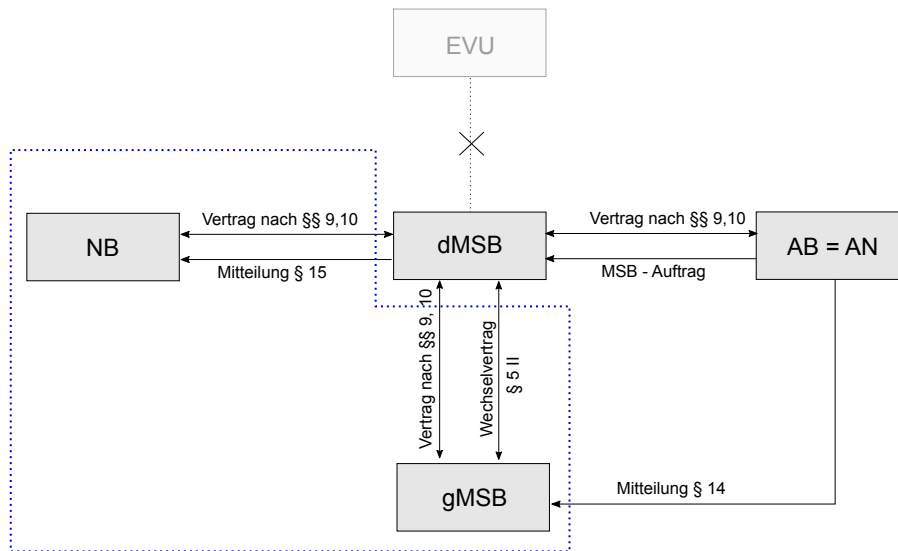 EVU
Vertrag nach §§ 9,10
Vertrag nach §§ 9,10
NB
dMSB
AB = AN
Mitteilung § 15
MSB - Auftrag
Vertrag nach §§ 9, 10
Wechselvertrag
§ 5 II
gMSB
Mitteilung § 14